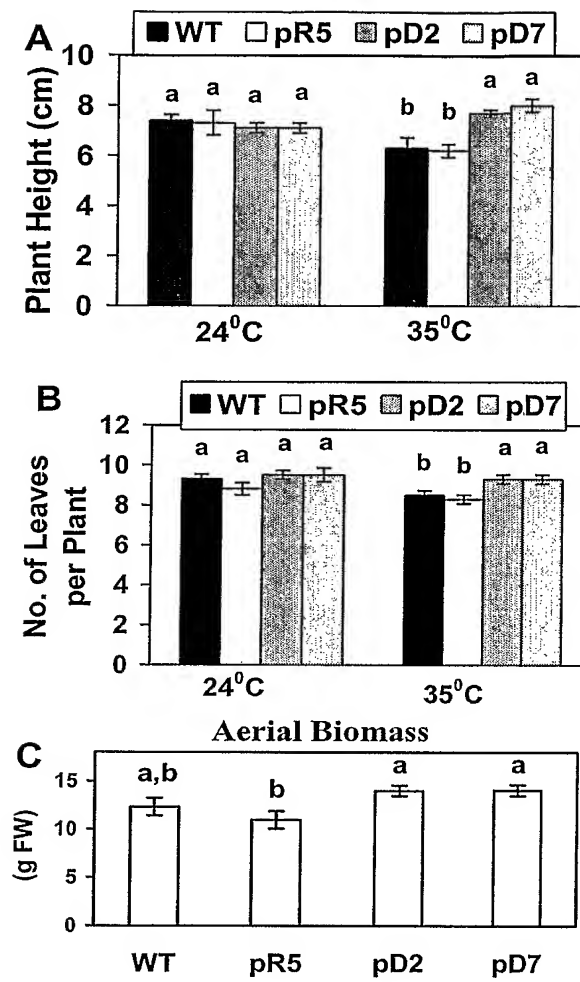 A
WT pR5 pD2 pD7
Plant Height (cm)
10
8
6
4
2
0
a a a a
b b a a
24⁰C 35⁰C
B
WT pR5 pD2 pD7
No. of Leaves
per Plant
12
10
8
6
4
2
0
a a a a
b b a a
24⁰C 35⁰C
Aerial Biomass
C
(g FW)
15
10
5
0
a,b b a a
WT pR5 pD2 pD7